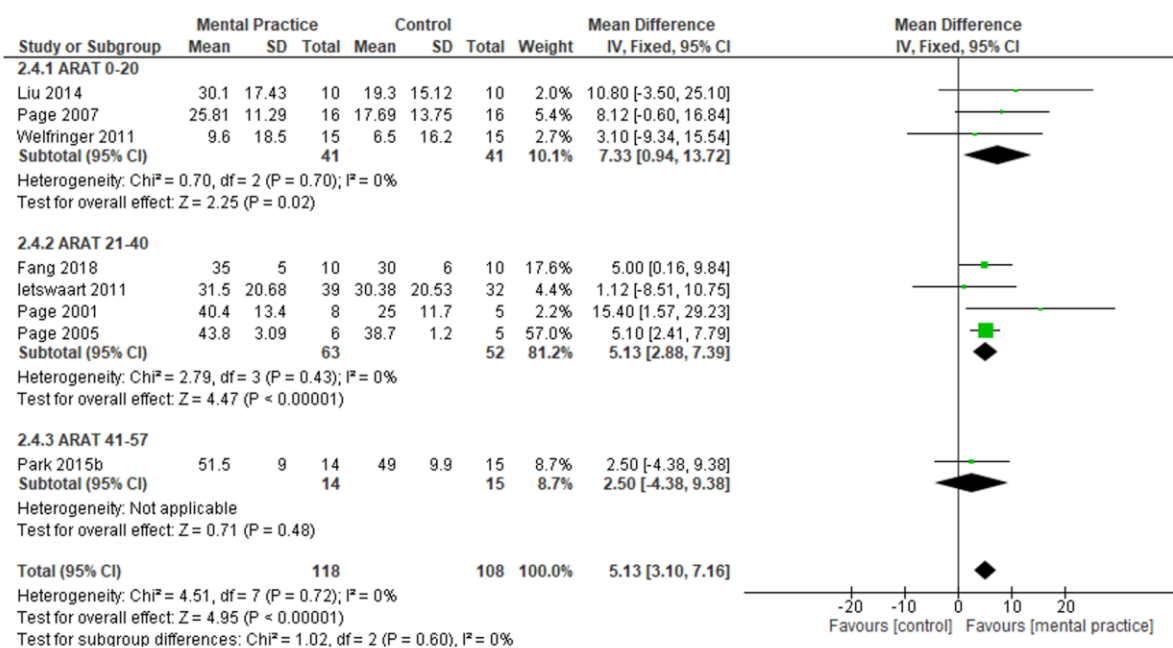 Mental Practice Control Mean Difference Mean Difference
Study or Subgroup Mean SD Total Mean SD Total Weight IV, Fixed, 95% CI IV, Fixed, 95% CI
2.4.1 ARAT 0-20
Liu 2014 30.1 17.43 10 19.3 15.12 10 2.0% 10.80 [-3.50, 25.10]
Page 2007 25.81 11.29 16 17.69 13.75 16 5.4% 8.12 [-0.60, 16.84]
Welfringer 2011 9.6 18.5 15 6.5 16.2 15 2.7% 3.10 [-9.34, 15.54]
Subtotal (95% CI) 41 41 10.1% 7.33 [0.94, 13.72]
Heterogeneity: Chi² = 0.70, df = 2 (P = 0.70); I² = 0%
Test for overall effect: Z = 2.25 (P = 0.02)
2.4.2 ARAT 21-40
Fang 2018 35 5 10 30 6 10 17.6% 5.00 [0.16, 9.84]
Ietswaart 2011 31.5 20.68 39 30.38 20.53 32 4.4% 1.12 [-8.51, 10.75]
Page 2001 40.4 13.4 8 25 11.7 5 2.2% 15.40 [1.57, 29.23]
Page 2005 43.8 3.09 6 38.7 1.2 5 57.0% 5.10 [2.41, 7.79]
Subtotal (95% CI) 63 52 81.2% 5.13 [2.88, 7.39]
Heterogeneity: Chi² = 2.79, df = 3 (P = 0.43); I² = 0%
Test for overall effect: Z = 4.47 (P < 0.00001)
2.4.3 ARAT 41-57
Park 2015b 51.5 9 14 49 9.9 15 8.7% 2.50 [-4.38, 9.38]
Subtotal (95% CI) 14 15 8.7% 2.50 [-4.38, 9.38]
Heterogeneity: Not applicable
Test for overall effect: Z = 0.71 (P = 0.48)
Total (95% CI) 118 108 100.0% 5.13 [3.10, 7.16]
Heterogeneity: Chi² = 4.51, df = 7 (P = 0.72); I² = 0%
Test for overall effect: Z = 4.95 (P < 0.00001)
Test for subgroup differences: Chi² = 1.02, df = 2 (P = 0.60), I² = 0%
-20 -10 0 10 20
Favours [control] Favours [mental practice]